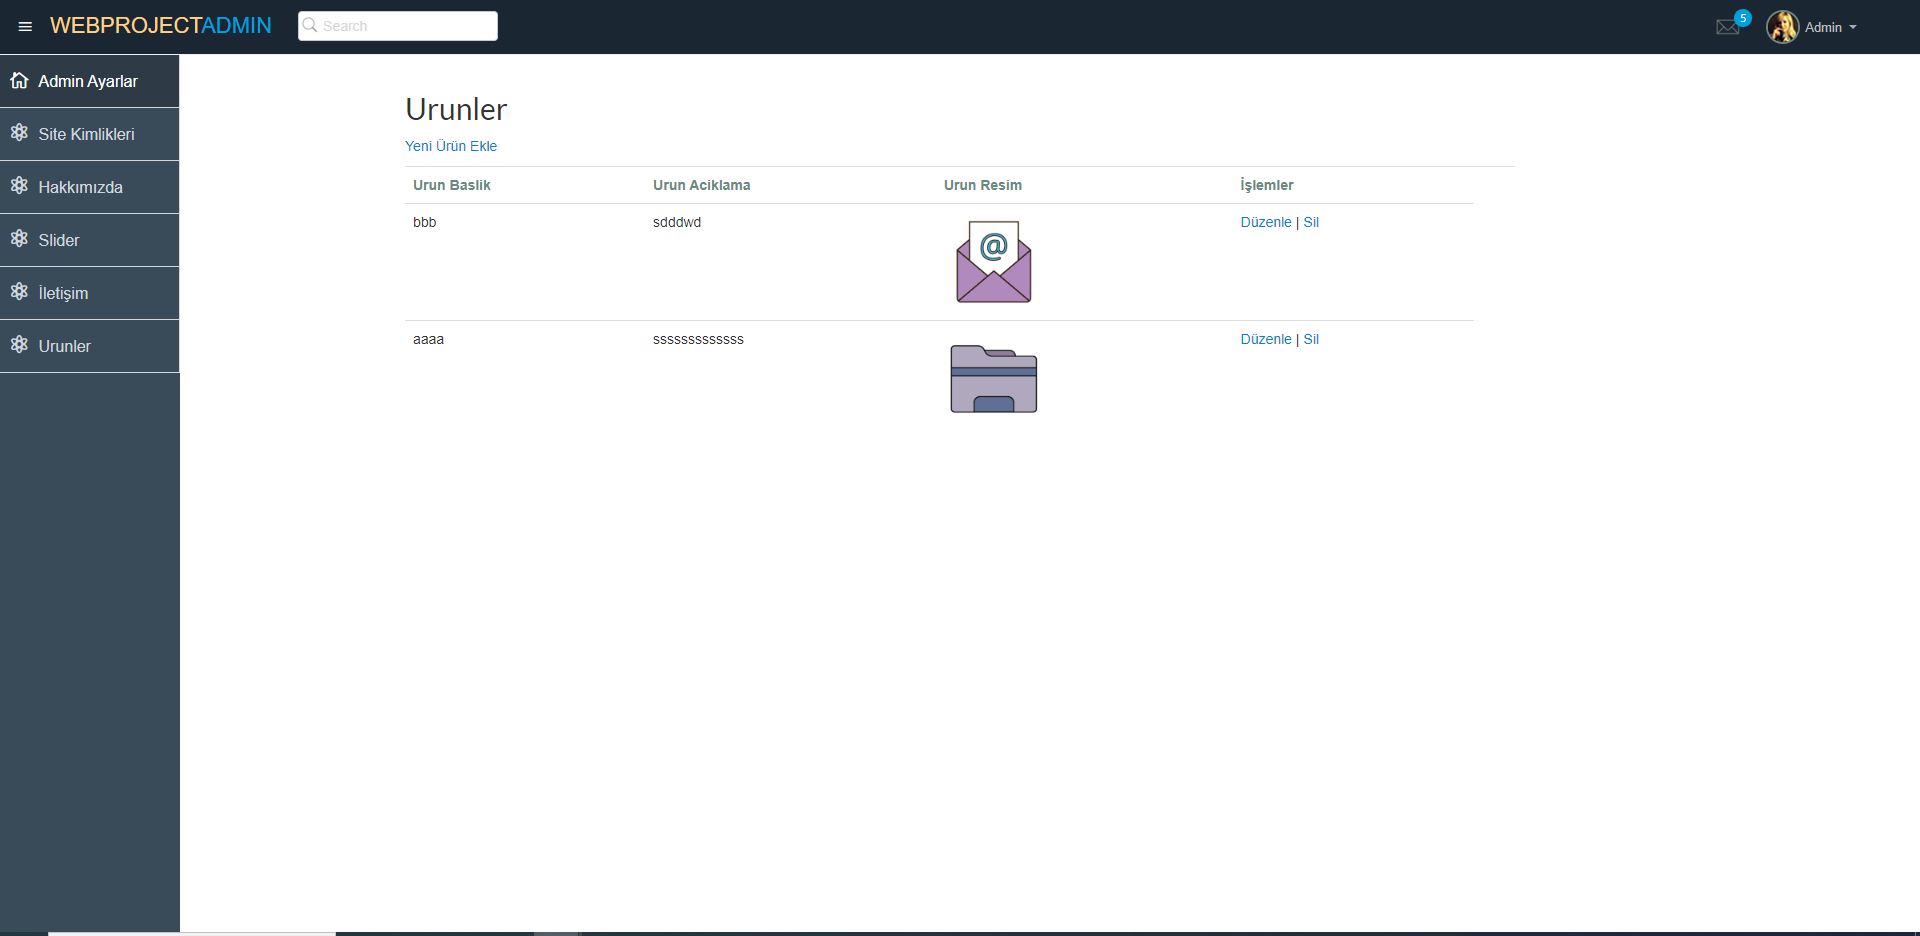 WEBPROJECTADMIN
Search
5
Admin
Admin Ayarlar
Site Kimlikleri
Hakkımızda
Slider
İletişim
Urunler
Urunler
Yeni Ürün Ekle
Urun Baslik Urun Aciklama Urun Resim İşlemler
bbb sdddwd @ Düzenle | Sil
aaaa sssssssssssss Düzenle | Sil